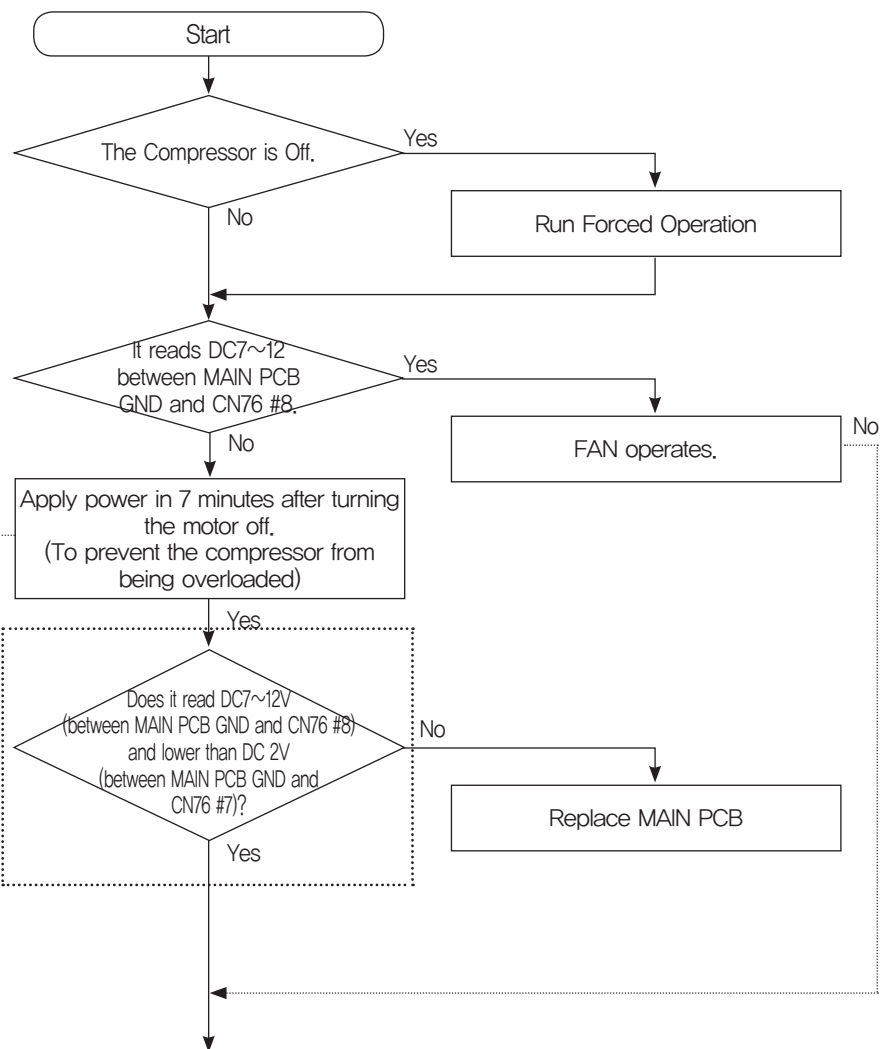 Start
The Compressor is Off.
Yes
No
Run Forced Operation
It reads DC7~12
between MAIN PCB
GND and CN76 #8.
Yes
No
FAN operates.
No
Apply power in 7 minutes after turning
the motor off.
(To prevent the compressor from
being overloaded)
Yes
Does it read DC7~12V
(between MAIN PCB GND and CN76 #8)
and lower than DC 2V
(between MAIN PCB GND and
CN76 #7)?
No
Yes
Replace MAIN PCB